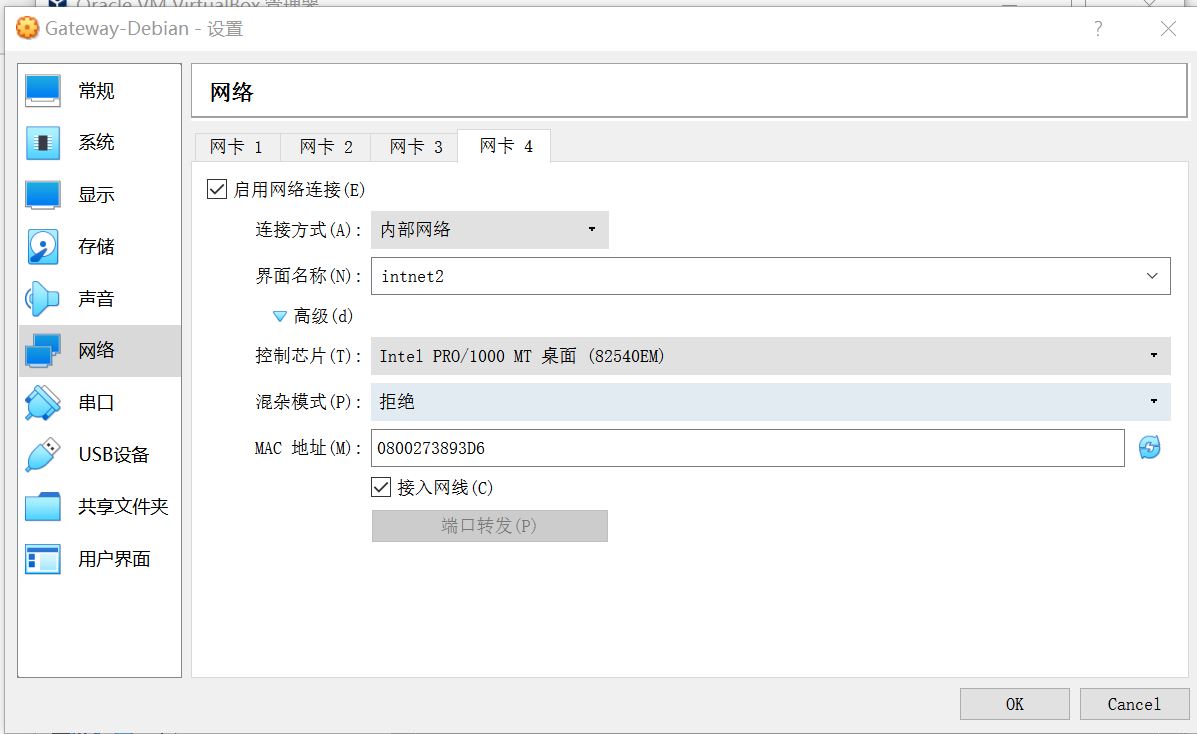 Oracle VM VirtualBox 管理器
Gateway-Debian - 设置
?
常规
系统
显示
存储
声音
网络
串口
USB设备
共享文件夹
用户界面
网络
网卡 1 网卡 2 网卡 3 网卡 4
启用网络连接(E)
连接方式(A): 内部网络
界面名称(N): intnet2
高级(d)
控制芯片(T): Intel PRO/1000 MT 桌面 (82540EM)
混杂模式(P): 拒绝
MAC 地址(M): 0800273893D6
接入网线(C)
端口转发(P)
OK Cancel